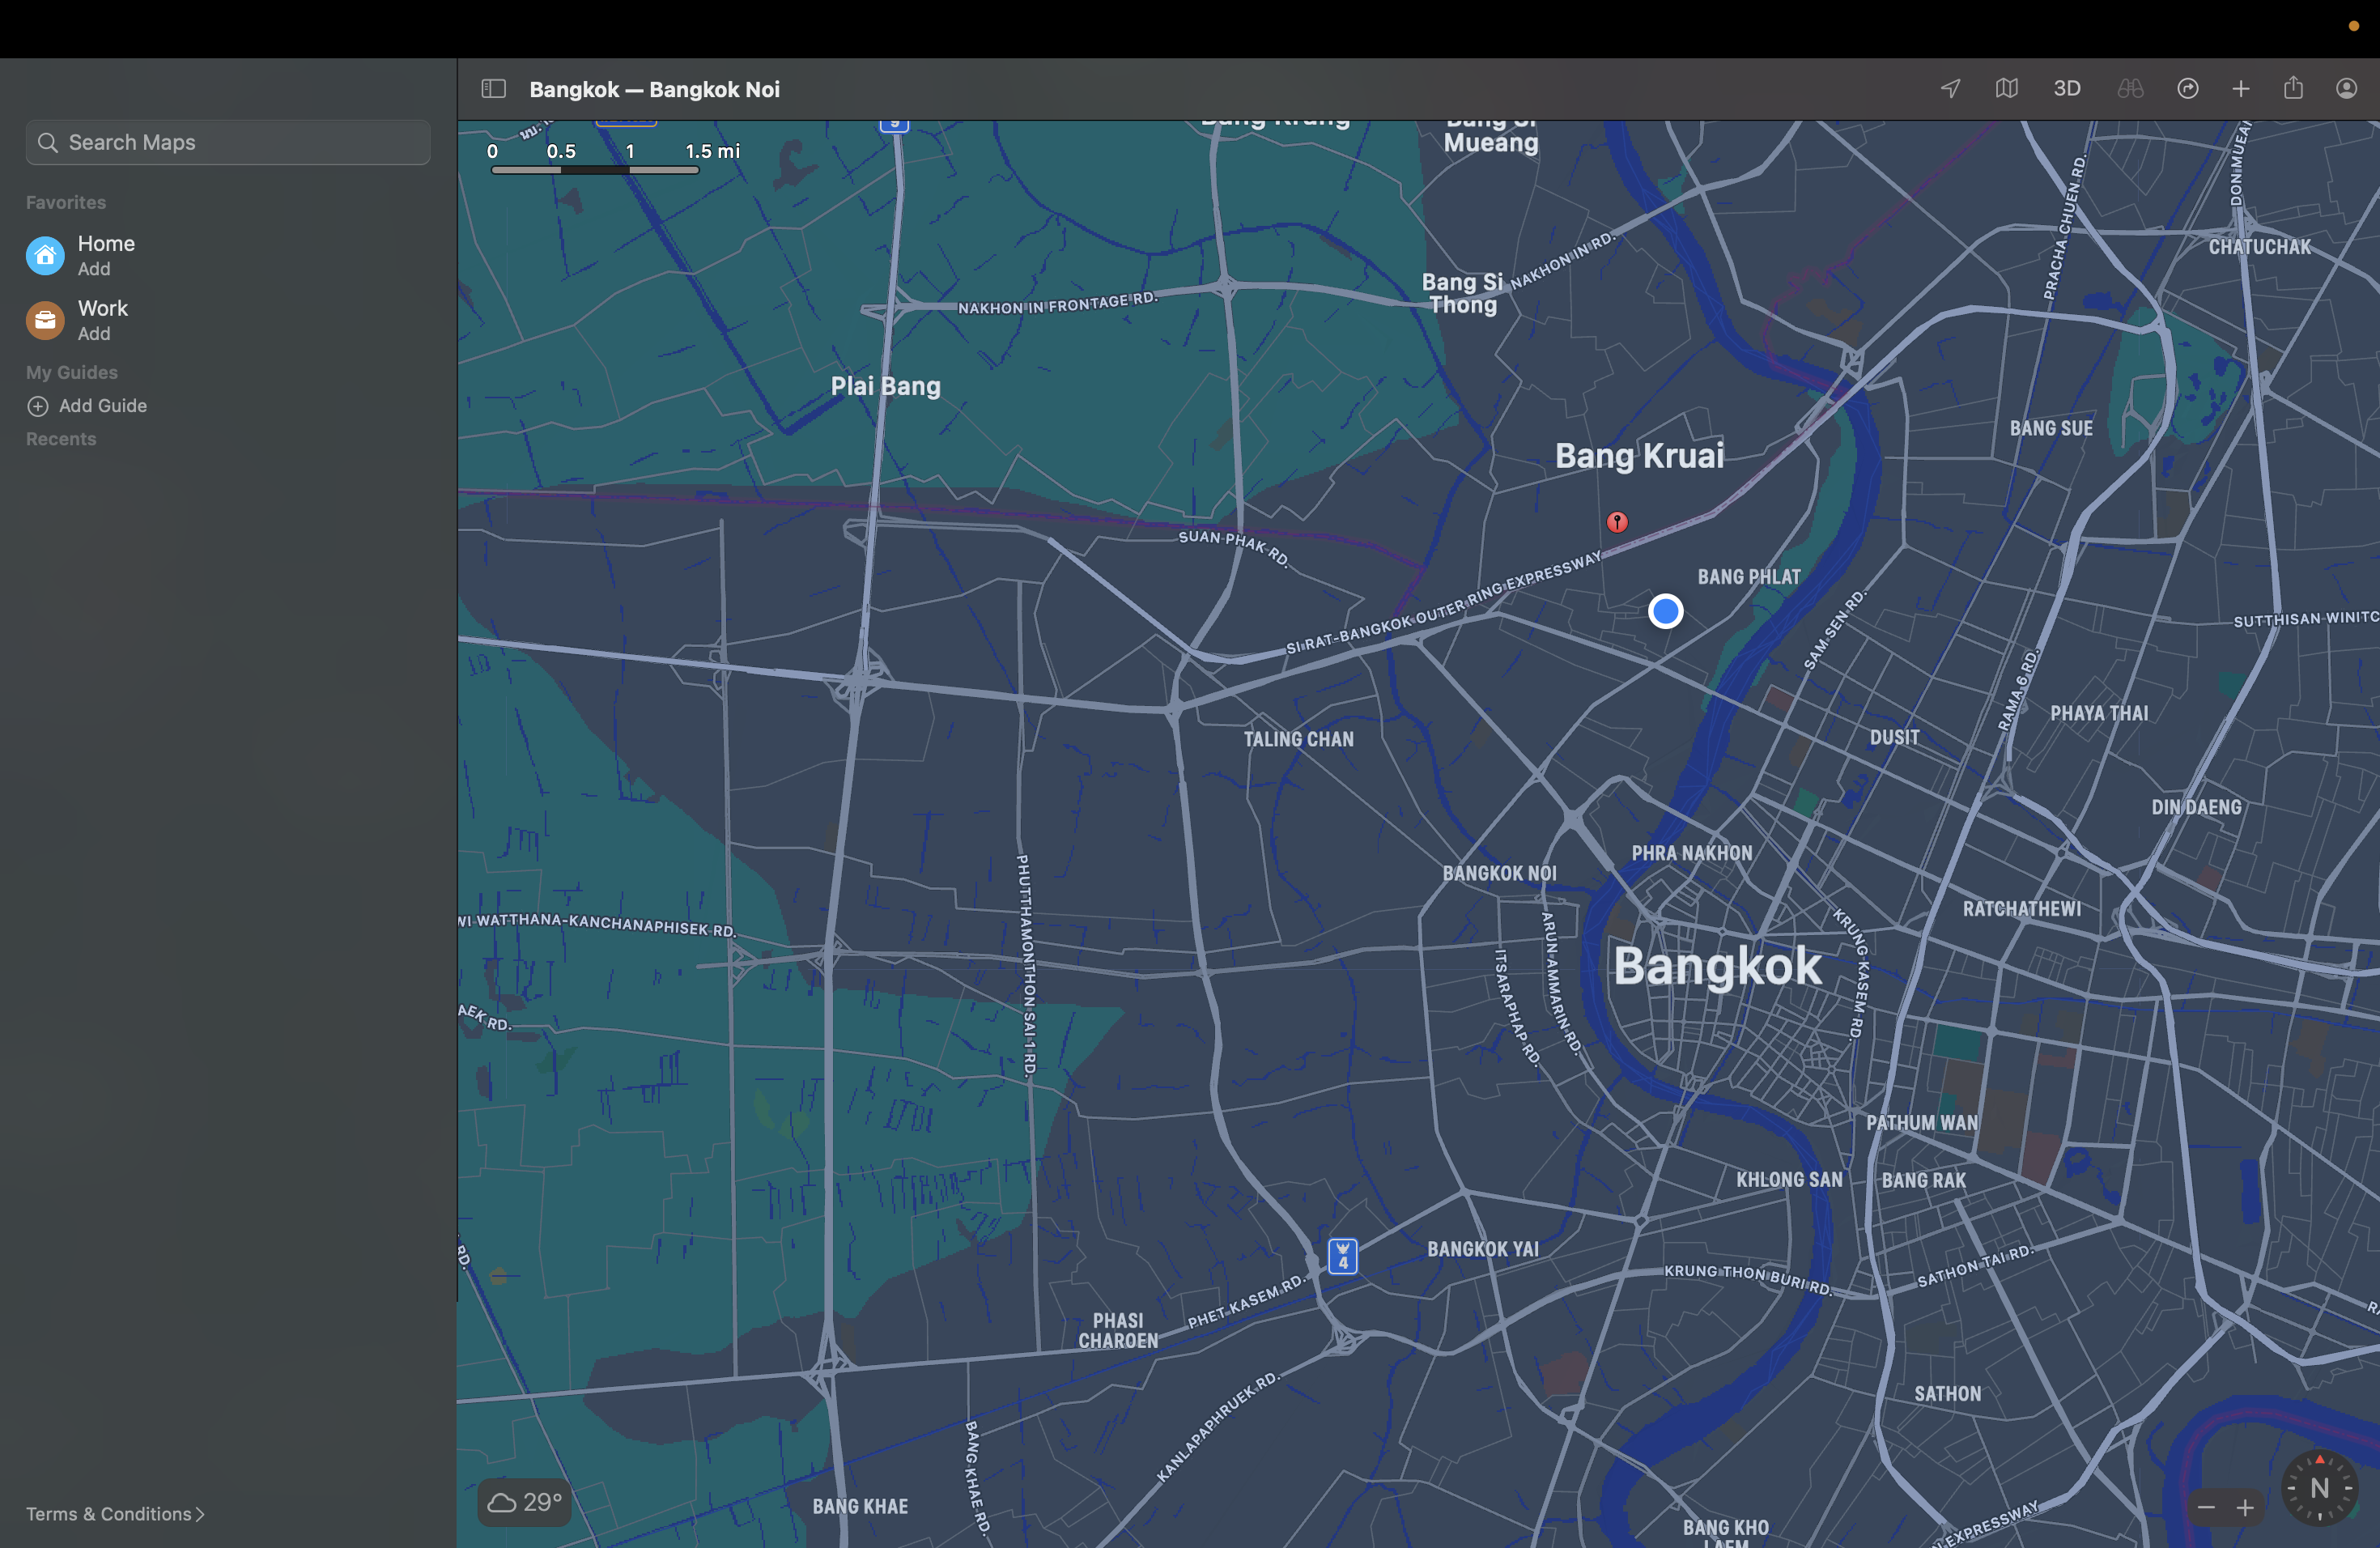 Bangkok — Bangkok Noi
3D
Search Maps
Favorites
Home
Add
Work
Add
My Guides
Add Guide
Recents
Terms & Conditions
0 0.5 1 1.5 mi
9
Mueang
DON MUEANG
PRACHA CHUEN RD.
CHATUCHAK
NAKHON IN RD.
Bang Si
Thong
NAKHON IN FRONTAGE RD.
Plai Bang
BANG SUE
Bang Kruai
SUAN PHAK RD.
SI RAT-BANGKOK OUTER RING EXPRESSWAY
BANG PHLAT
SAM SEN RD.
SUTTHISAN WINITC
RAMA 6 RD.
PHAYA THAI
DUSIT
TALING CHAN
DIN DAENG
PHRA NAKHON
BANGKOK NOI
RATCHATHEWI
WI WATTHANA-KANCHANAPHISEK RD.
PHUTTHAMONTHON SAI 1 RD.
ITSARAPHAP RD.
ARUN AMMARIN RD.
KRUNG KASEM RD.
Bangkok
AEK RD.
PATHUM WAN
KHLONG SAN
BANG RAK
RD.
4
BANGKOK YAI
KRUNG THON BURI RD.
SATHON TAI RD.
PHET KASEM RD.
PHASI
CHAROEN
KANLAPAPHRUEK RD.
SATHON
BANG KHAE RD.
BANG KHAE
29°
BANG KHO
LAEM
EXPRESSWAY
N